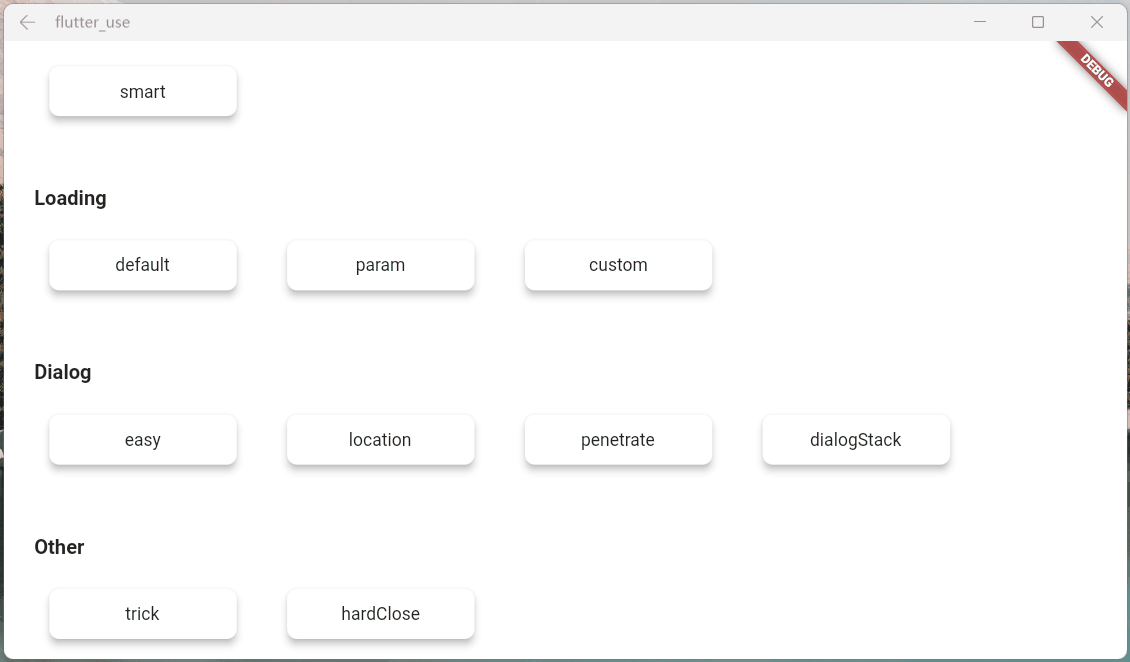 flutter_use
DEBUG
smart
Loading
default param custom
Dialog
easy location penetrate dialogStack
Other
trick hardClose